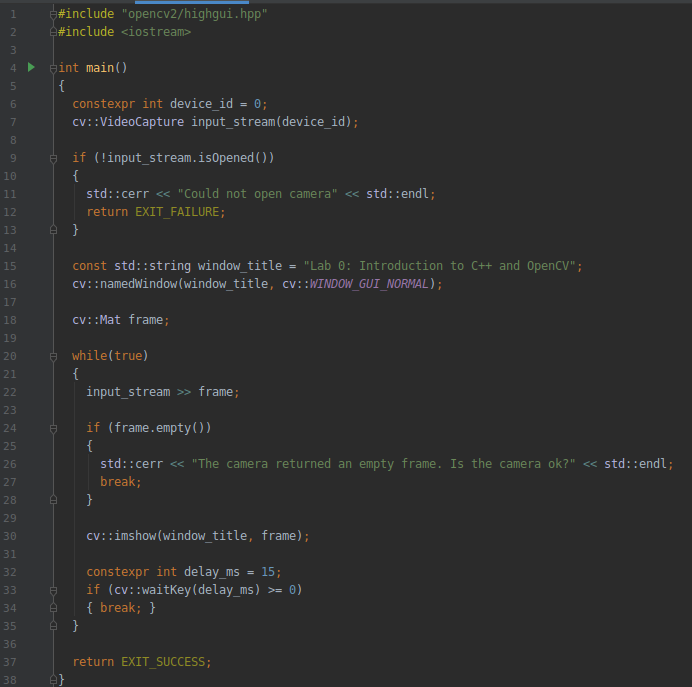 1 #include "opencv2/highgui.hpp"
2 #include <iostream>
3
4 int main()
5 {
6   constexpr int device_id = 0;
7   cv::VideoCapture input_stream(device_id);
8
9   if (!input_stream.isOpened())
10   {
11     std::cerr << "Could not open camera" << std::endl;
12     return EXIT_FAILURE;
13   }
14
15   const std::string window_title = "Lab 0: Introduction to C++ and OpenCV";
16   cv::namedWindow(window_title, cv::WINDOW_GUI_NORMAL);
17
18   cv::Mat frame;
19
20   while(true)
21   {
22     input_stream >> frame;
23
24     if (frame.empty())
25     {
26       std::cerr << "The camera returned an empty frame. Is the camera ok?" << std::endl;
27       break;
28     }
29
30     cv::imshow(window_title, frame);
31
32     constexpr int delay_ms = 15;
33     if (cv::waitKey(delay_ms) >= 0)
34     { break; }
35   }
36
37   return EXIT_SUCCESS;
38 }